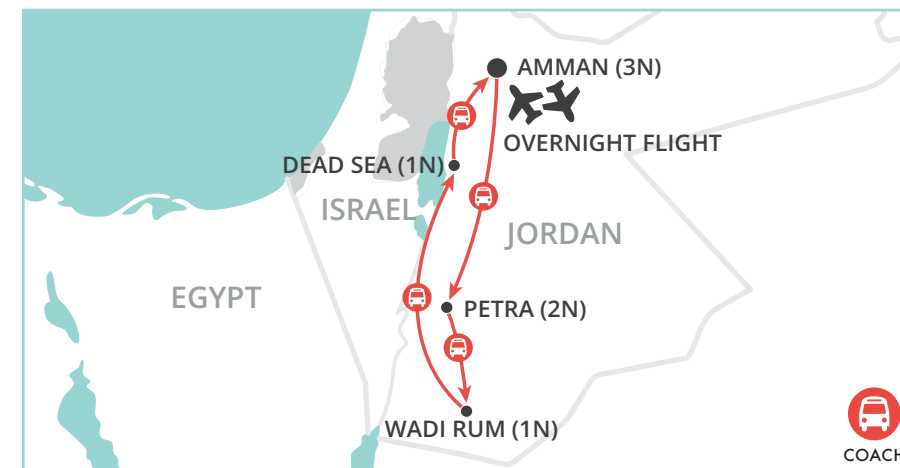 AMMAN (3N)
OVERNIGHT FLIGHT
DEAD SEA (1N)
ISRAEL
JORDAN
EGYPT
PETRA (2N)
WADI RUM (1N)
COACH